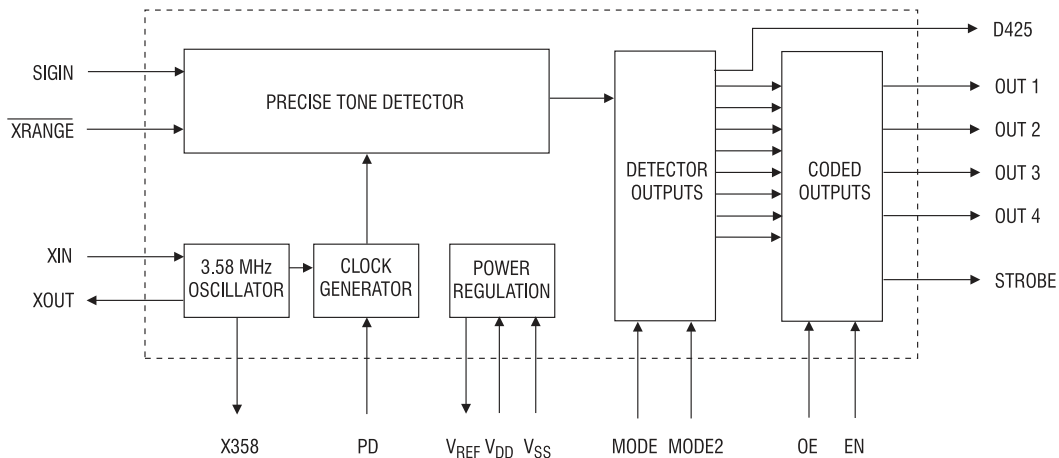 D425
SIGIN
PRECISE TONE DETECTOR
XRANGE
DETECTOR
OUTPUTS
CODED
OUTPUTS
OUT 1
OUT 2
OUT 3
OUT 4
XIN
XOUT
3.58 MHz
OSCILLATOR
CLOCK
GENERATOR
POWER
REGULATION
STROBE
X358
PD
VREF
VDD
VSS
MODE
MODE2
OE
EN